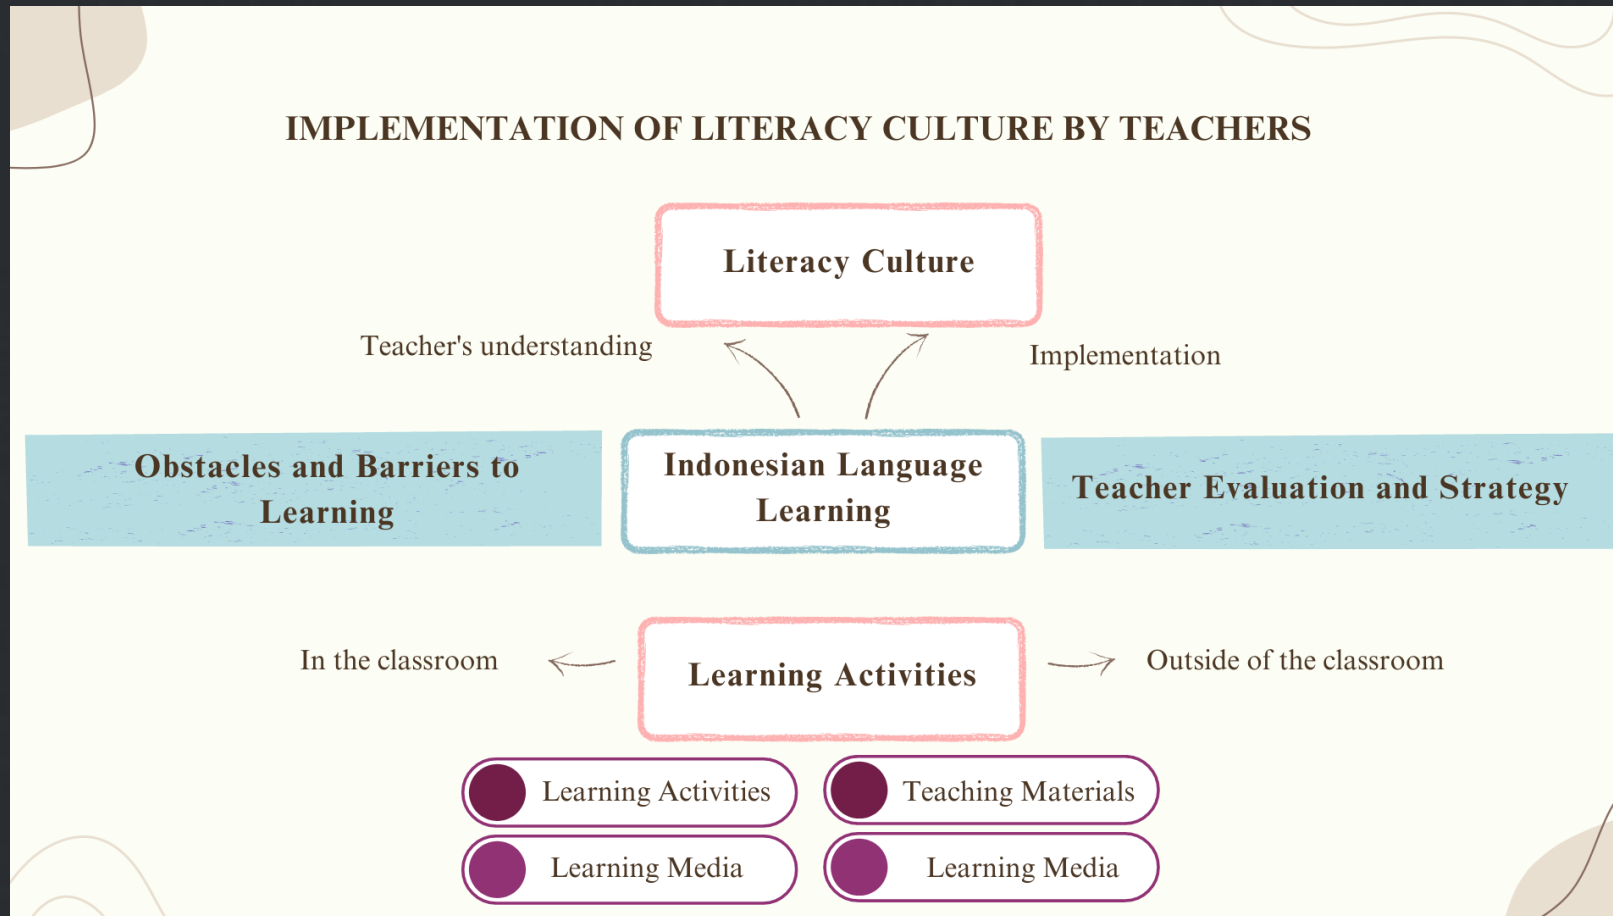 IMPLEMENTATION OF LITERACY CULTURE BY TEACHERS
Literacy Culture
Teacher's understanding
Implementation
Obstacles and Barriers to
Learning
Indonesian Language
Learning
Teacher Evaluation and Strategy
In the classroom
Learning Activities
Outside of the classroom
Learning Activities
Teaching Materials
Learning Media
Learning Media